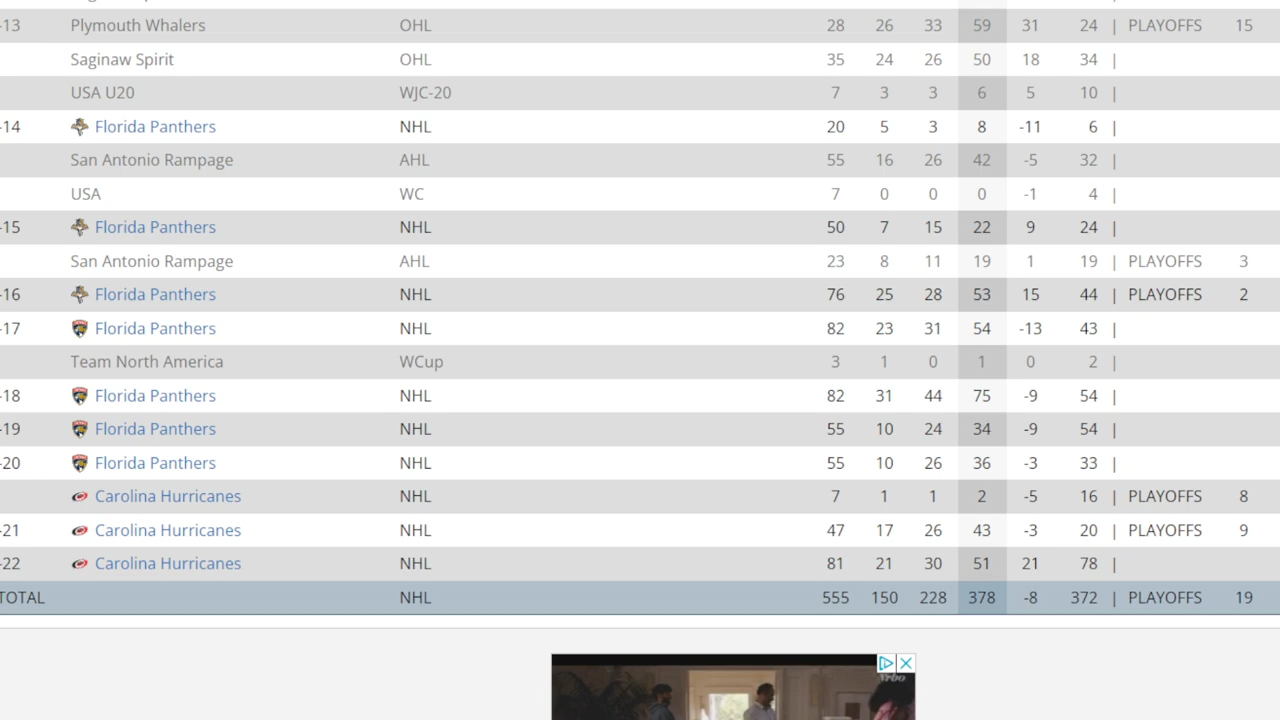 -13 Plymouth Whalers OHL 28 26 33 59 31 24 | PLAYOFFS 15
Saginaw Spirit OHL 35 24 26 50 18 34 |
USA U20 WJC-20 7 3 3 6 5 10 |
-14 Florida Panthers NHL 20 5 3 8 -11 6 |
San Antonio Rampage AHL 55 16 26 42 -5 32 |
USA WC 7 0 0 0 -1 4 |
-15 Florida Panthers NHL 50 7 15 22 9 24 |
San Antonio Rampage AHL 23 8 11 19 1 19 | PLAYOFFS 3
-16 Florida Panthers NHL 76 25 28 53 15 44 | PLAYOFFS 2
-17 Florida Panthers NHL 82 23 31 54 -13 43 |
Team North America WCup 3 1 0 1 0 2 |
-18 Florida Panthers NHL 82 31 44 75 -9 54 |
-19 Florida Panthers NHL 55 10 24 34 -9 54 |
-20 Florida Panthers NHL 55 10 26 36 -3 33 |
Carolina Hurricanes NHL 7 1 1 2 -5 16 | PLAYOFFS 8
-21 Carolina Hurricanes NHL 47 17 26 43 -3 20 | PLAYOFFS 9
-22 Carolina Hurricanes NHL 81 21 30 51 21 78 |
TOTAL NHL 555 150 228 378 -8 372 | PLAYOFFS 19
Vrbo